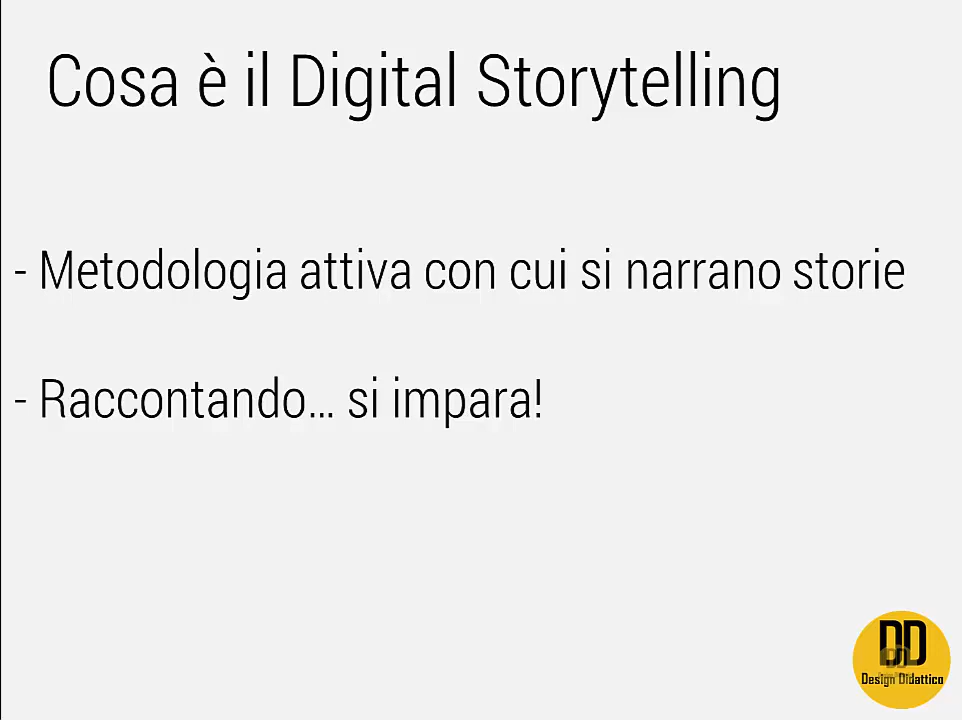 Cosa è il Digital Storytelling
- Metodologia attiva con cui si narrano storie
- Raccontando... si impara!
DD
Design Didattico